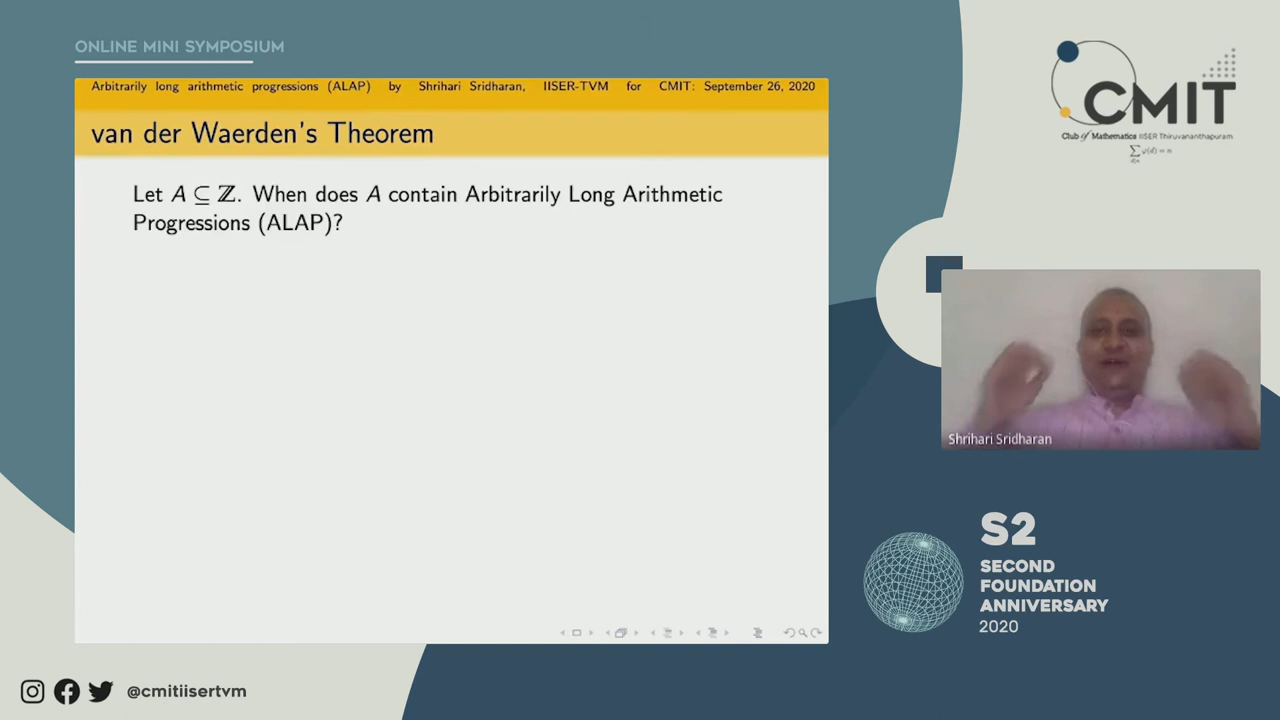 ONLINE MINI SYMPOSIUM
Arbitrarily long arithmetic progressions (ALAP) by Shrihari Sridharan, IISER-TVM for CMIT: September 26, 2020
van der Waerden's Theorem
Let A ⊆ ℤ. When does A contain Arbitrarily Long Arithmetic
Progressions (ALAP)?
CMIT
Club of Mathematics IISER Thiruvananthapuram
∑ φ(d) = n
d|n
Shrihari Sridharan
S2
SECOND
FOUNDATION
ANNIVERSARY
2020
@cmitiisertvm